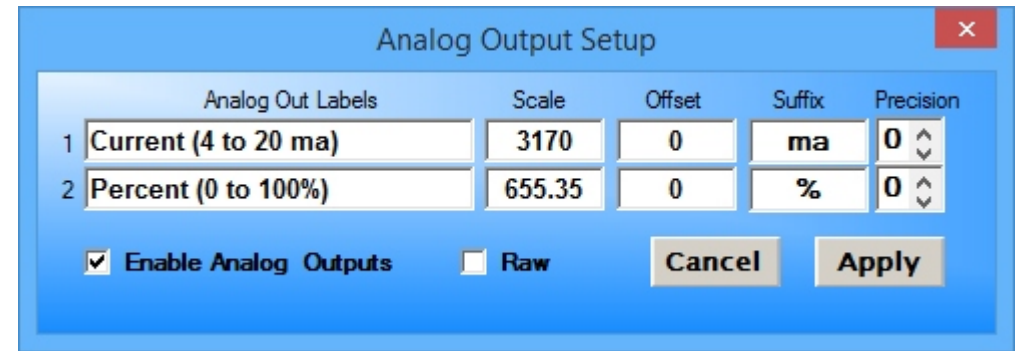 Analog Output Setup
Analog Out Labels Scale Offset Suffix Precision
1 Current (4 to 20 ma) 3170 0 ma 0
2 Percent (0 to 100%) 655.35 0 % 0
Enable Analog Outputs Raw Cancel Apply